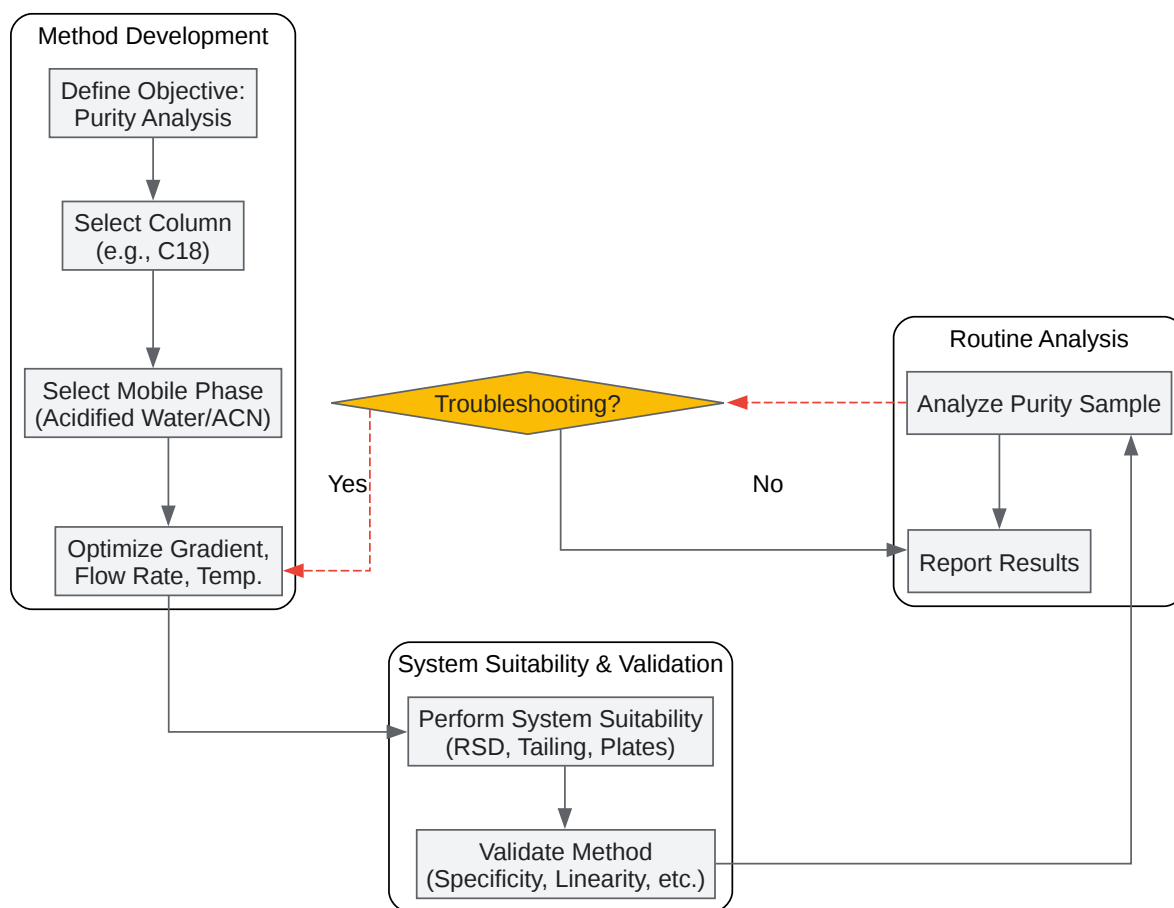 Method Development
Define Objective:
Purity Analysis
Select Column
(e.g., C18)
Select Mobile Phase
(Acidified Water/ACN)
Optimize Gradient,
Flow Rate, Temp.
Troubleshooting?
Yes
No
Routine Analysis
Analyze Purity Sample
Report Results
System Suitability & Validation
Perform System Suitability
(RSD, Tailing, Plates)
Validate Method
(Specificity, Linearity, etc.)